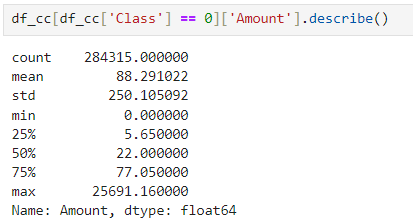 df_cc[df_cc['Class'] == 0]['Amount'].describe()
count    284315.000000
mean         88.291022
std         250.105092
min           0.000000
25%           5.650000
50%          22.000000
75%          77.050000
max       25691.160000
Name: Amount, dtype: float64